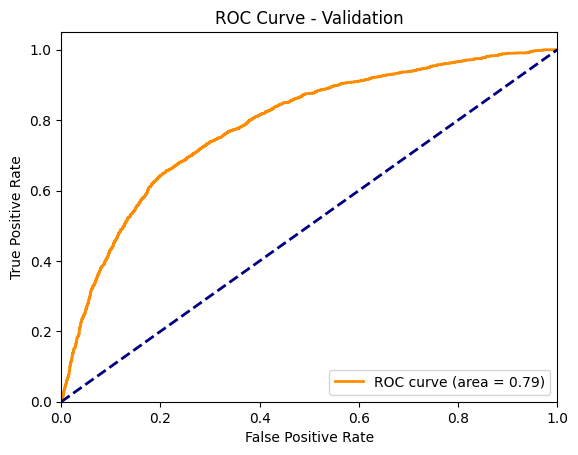 ROC Curve - Validation
1.0
0.8
0.6
0.4
0.2
0.0
True Positive Rate
ROC curve (area = 0.79)
0.0 0.2 0.4 0.6 0.8 1.0
False Positive Rate